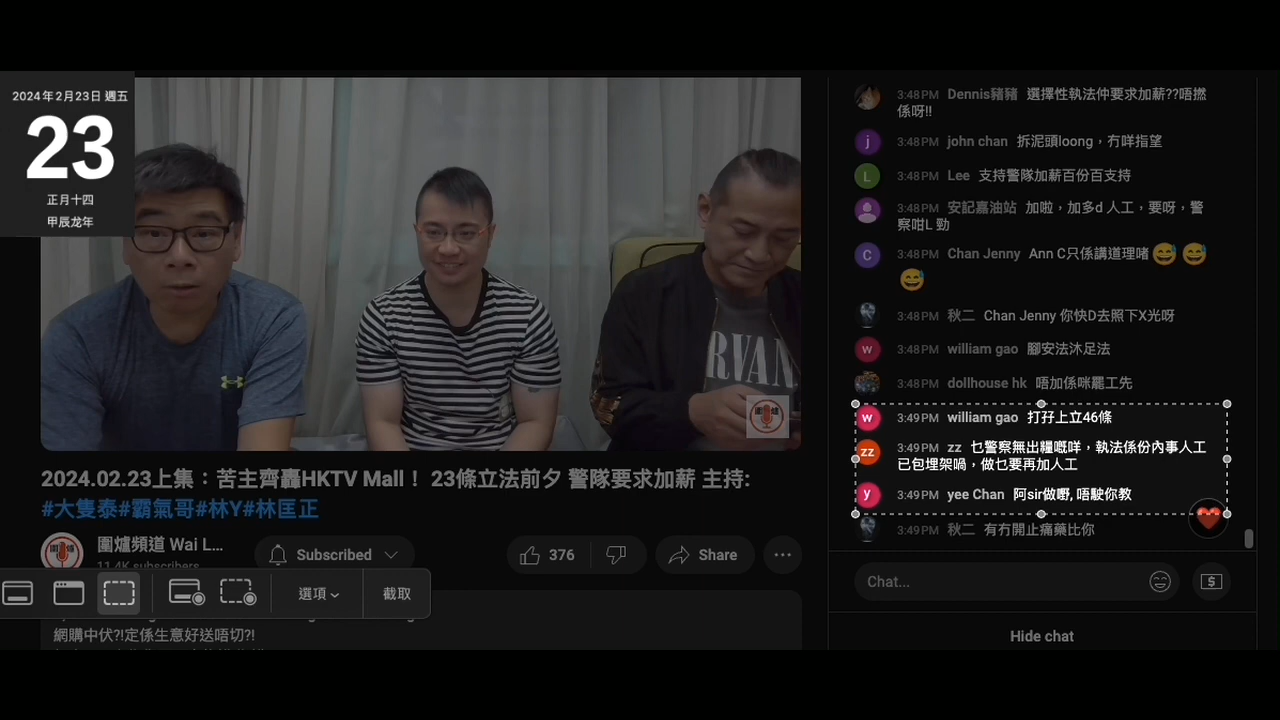 2024年2月23日 週五
23
正月十四
甲辰龙年
RVAN
2024.02.23上集：苦主齊轟HKTV Mall！ 23條立法前夕 警隊要求加薪 主持:
#大隻泰#霸氣哥#林Y#林匡正
圍爐頻道 Wai L...
11.4K subscribers
Subscribed
376
Share
選項
截取
網購中伏?!定係生意好送唔切?!
3:48 PM Dennis豬豬 選擇性執法仲要求加薪??唔撚
係呀!!
3:48 PM john chan 拆泥頭loong，冇咩指望
3:48 PM Lee 支持警隊加薪百份百支持
3:48 PM 安記嘉油站 加啦，加多d 人工，要呀，警
察咁L 勁
3:48 PM Chan Jenny Ann C只係講道理啫 😅 😅
😅
3:48 PM 秋二 Chan Jenny 你快D去照下X光呀
3:48 PM william gao 腳安法沐足法
3:48 PM dollhouse hk 唔加係咪罷工先
3:49 PM william gao 打孖上立46條
3:49 PM zz 乜警察無出糧嘅咩，執法係份內事人工
已包埋架喎，做乜要再加人工
3:49 PM yee Chan 阿sir做嘢, 唔駛你教
3:49 PM 秋二 有冇開止痛藥比你
Chat...
Hide chat